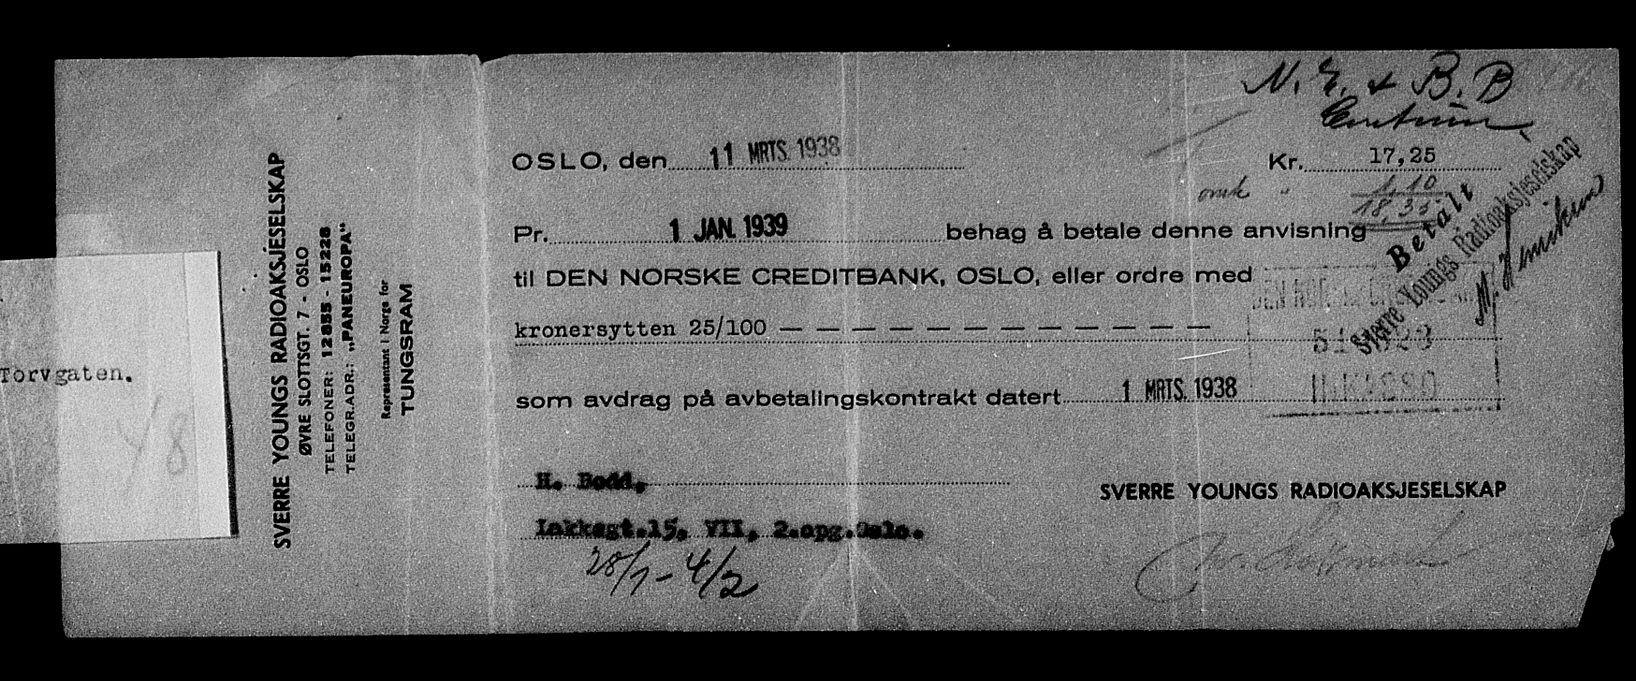 N. E. & B. B
Centrum
OSLO, den 11 MRTS. 1938
Kr. 17,25
omk " 1,10
18,35
Pr. 1 JAN. 1939 behag å betale denne anvisning
til DEN NORSKE CREDITBANK, OSLO, eller ordre med
kronersytten 25/100 — — — — — — — — — — — — — —
som avdrag på avbetalingskontrakt datert 1 MRTS. 1938
H. Bodd,
Lakkegt.15, VII, 2.opg.Oslo.
28/1 - 4/2
SVERRE YOUNGS RADIOAKSJESELSKAP
Betalt
Sverre Youngs Radioaksjeselskap
SVERRE YOUNGS RADIOAKSJESELSKAP
ØVRE SLOTTSGT. 7 - OSLO
TELEFONER: 12855 - 15228
TELEGR.ADR.: „PANEUROPA“
Representant i Norge for
TUNGSRAM
Torvgaten.
48